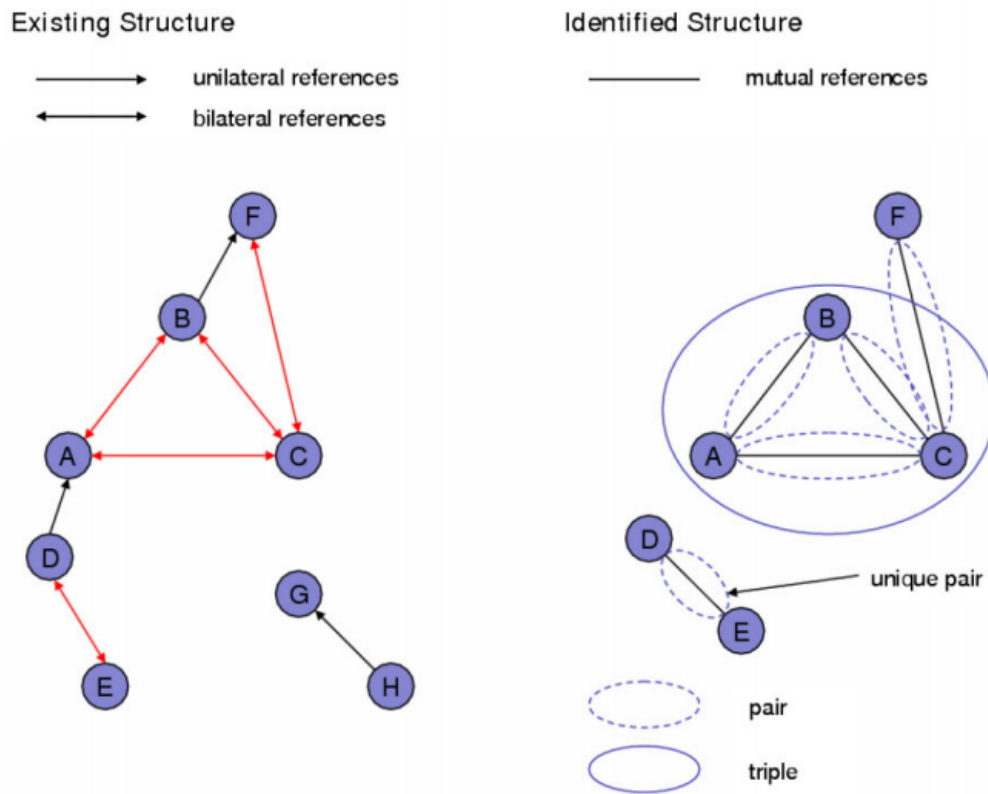 Existing Structure
unilateral references
bilateral references
F
B
A
C
D
G
E
H
Identified Structure
mutual references
F
B
A
C
D
unique pair
E
pair
triple